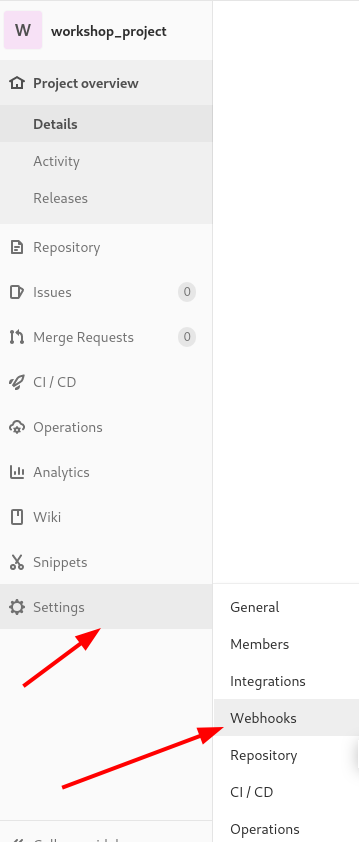 W workshop_project
Project overview
Details
Activity
Releases
Repository
Issues 0
Merge Requests 0
CI / CD
Operations
Analytics
Wiki
Snippets
Settings
General
Members
Integrations
Webhooks
Repository
CI / CD
Operations